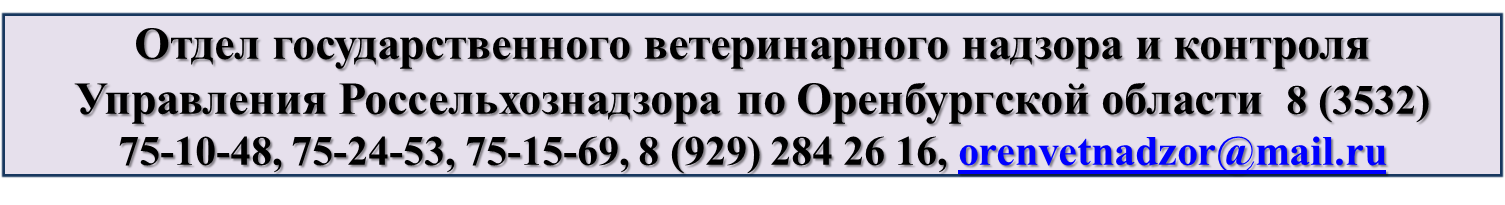 Отдел государственного ветеринарного надзора и контроля
Управления Россельхознадзора по Оренбургской области  8 (3532)
75-10-48, 75-24-53, 75-15-69, 8 (929) 284 26 16, orenvetnadzor@mail.ru